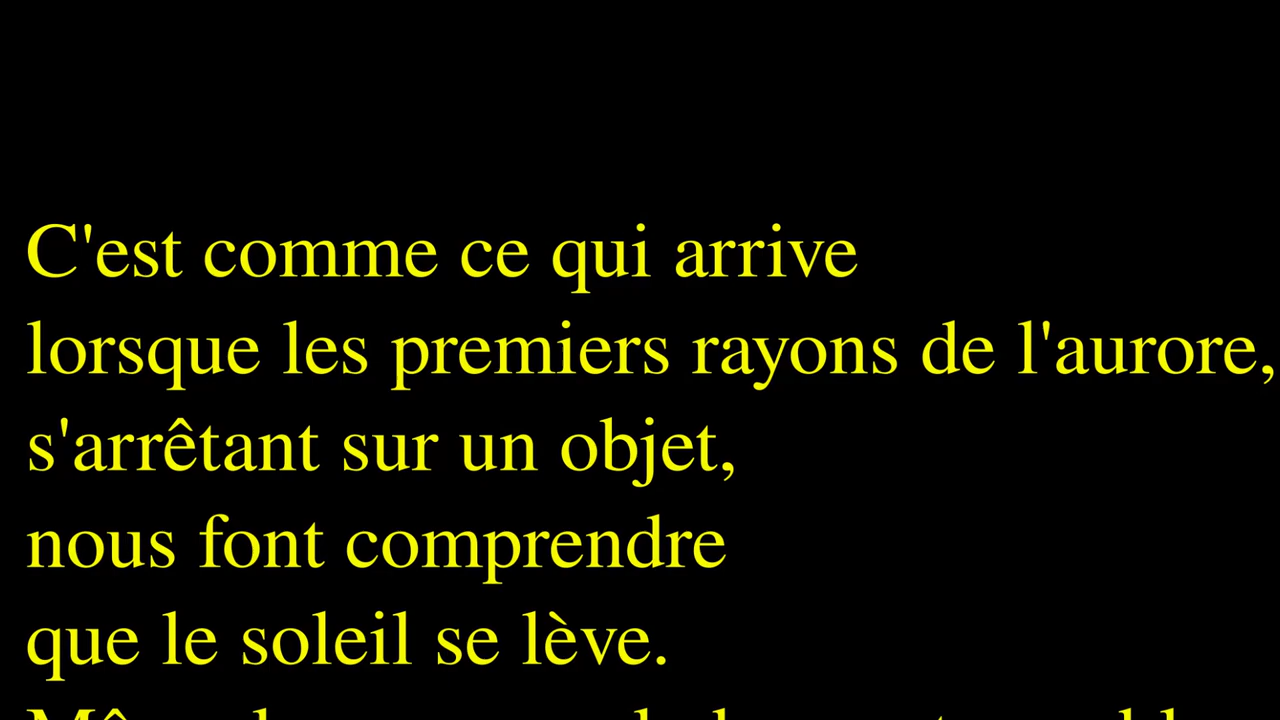 C'est comme ce qui arrive
lorsque les premiers rayons de l'aurore,
s'arrêtant sur un objet,
nous font comprendre
que le soleil se lève.